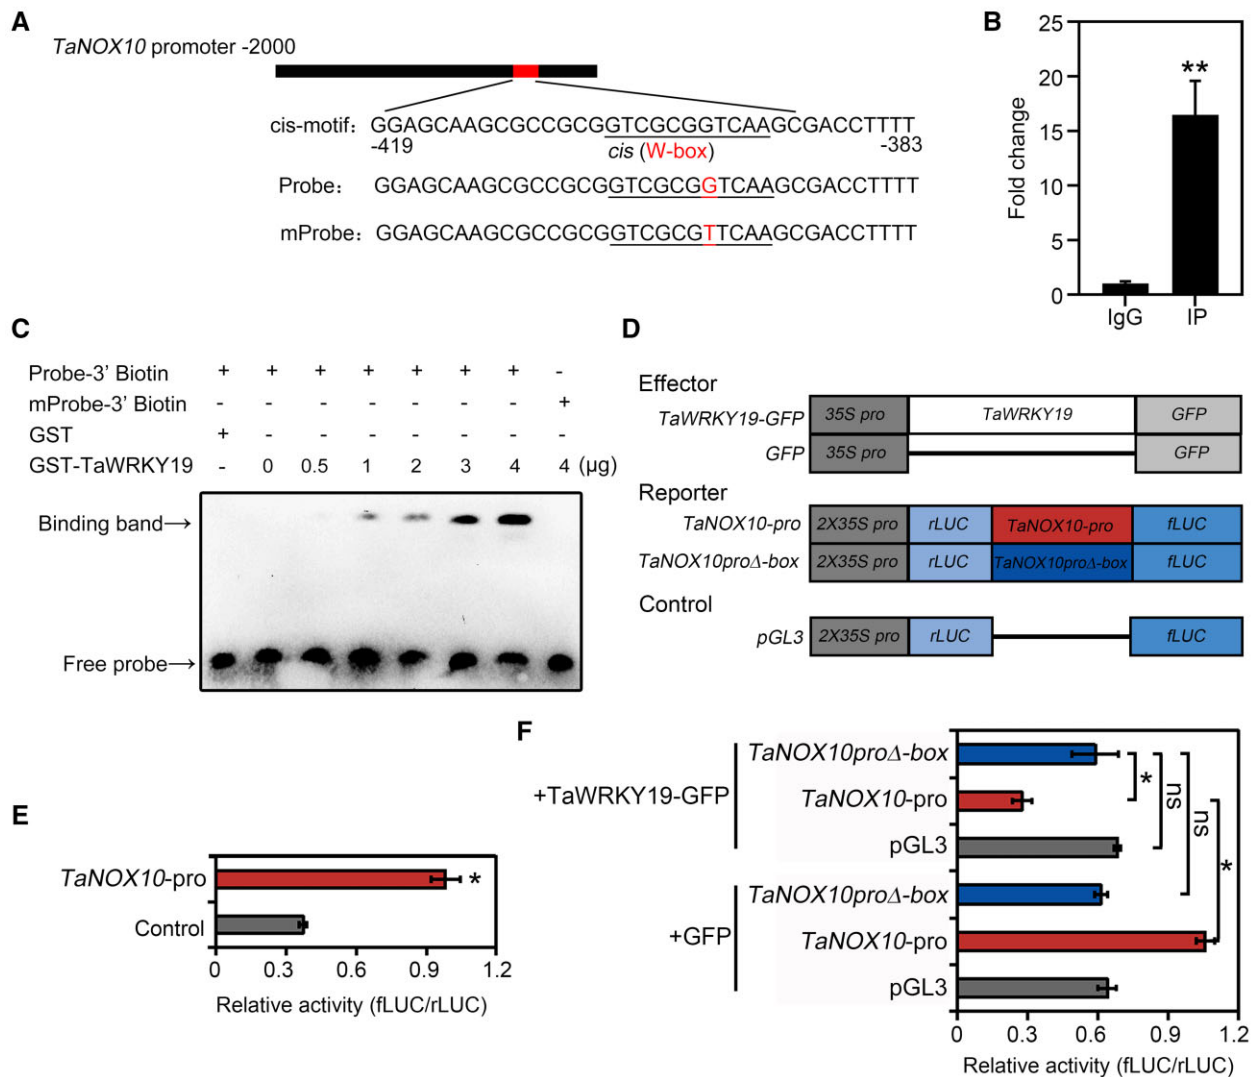 A
TaNOX10 promoter -2000
cis-motif: GGAGCAAGCGCCGCGGTCGCGGTCAAGCGACCTTTT
-419 cis (W-box) -383
Probe: GGAGCAAGCGCCGCGGTCGCGGTCAAGCGACCTTTT
mProbe: GGAGCAAGCGCCGCGGTCGCGTTCAAGCGACCTTTT
B
Fold change
25
20
15
10
5
0
**
IgG IP
C
Probe-3' Biotin + + + + + + + -
mProbe-3' Biotin - - - - - - - +
GST + - - - - - - -
GST-TaWRKY19 - 0 0.5 1 2 3 4 4 (μg)
Binding band→
Free probe→
D
Effector
TaWRKY19-GFP 35S pro TaWRKY19 GFP
GFP 35S pro GFP
Reporter
TaNOX10-pro 2X35S pro rLUC TaNOX10-pro fLUC
TaNOX10proΔ-box 2X35S pro rLUC TaNOX10proΔ-box fLUC
Control
pGL3 2X35S pro rLUC fLUC
E
TaNOX10-pro *
Control
0 0.3 0.6 0.9 1.2
Relative activity (fLUC/rLUC)
F
+TaWRKY19-GFP
TaNOX10proΔ-box
TaNOX10-pro
pGL3
+GFP
TaNOX10proΔ-box
TaNOX10-pro
pGL3
* ns ns *
0 0.3 0.6 0.9 1.2
Relative activity (fLUC/rLUC)